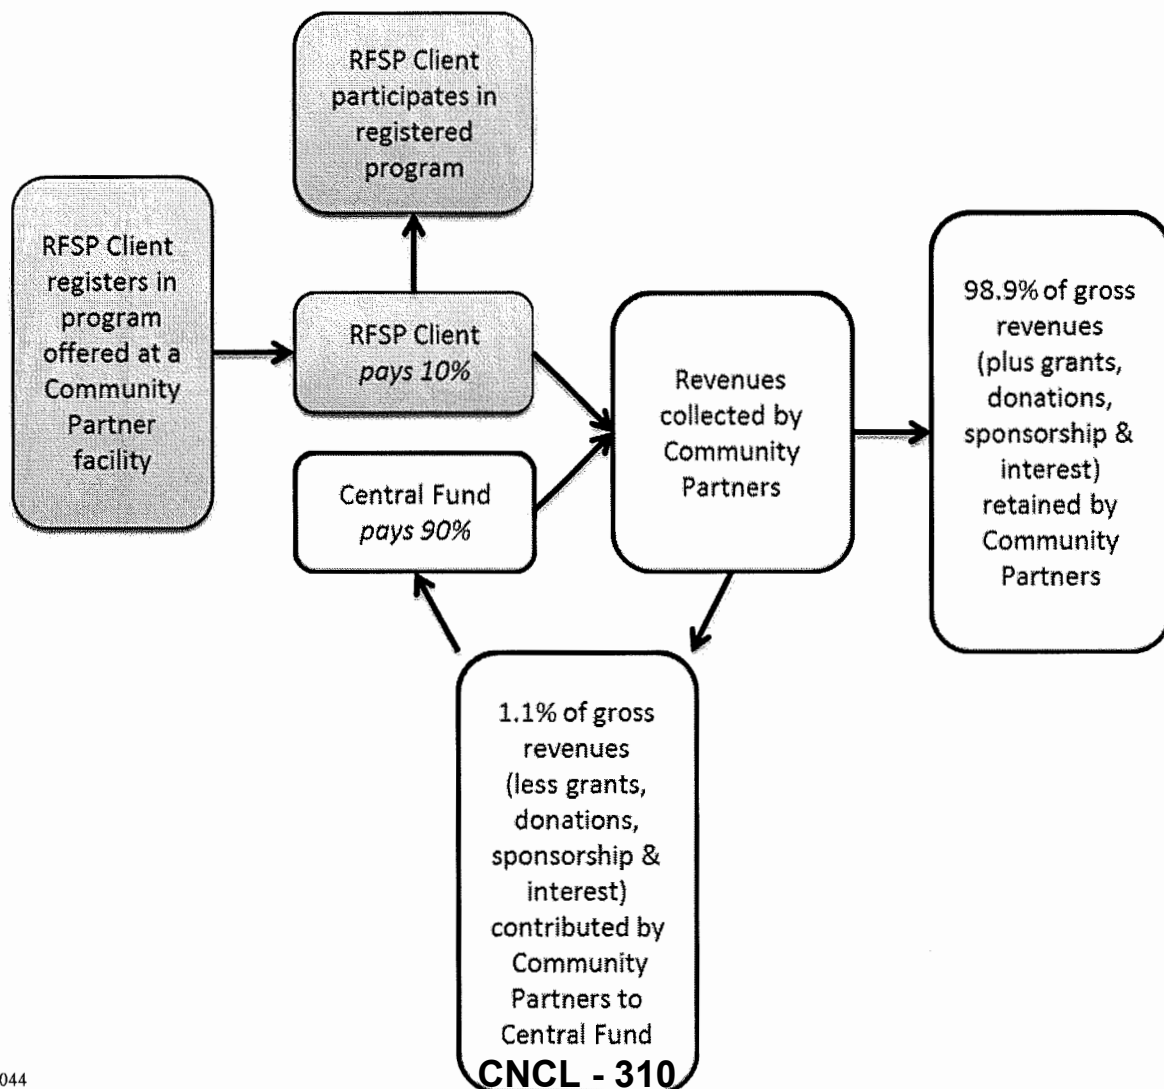 RFSP Client
participates in
registered
program
RFSP Client
registers in
program
offered at a
Community
Partner
facility
RFSP Client
pays 10%
Central Fund
pays 90%
Revenues
collected by
Community
Partners
98.9% of gross
revenues
(plus grants,
donations,
sponsorship &
interest)
retained by
Community
Partners
1.1% of gross
revenues
(less grants,
donations,
sponsorship &
interest)
contributed by
Community
Partners to
Central Fund
044
CNCL - 310